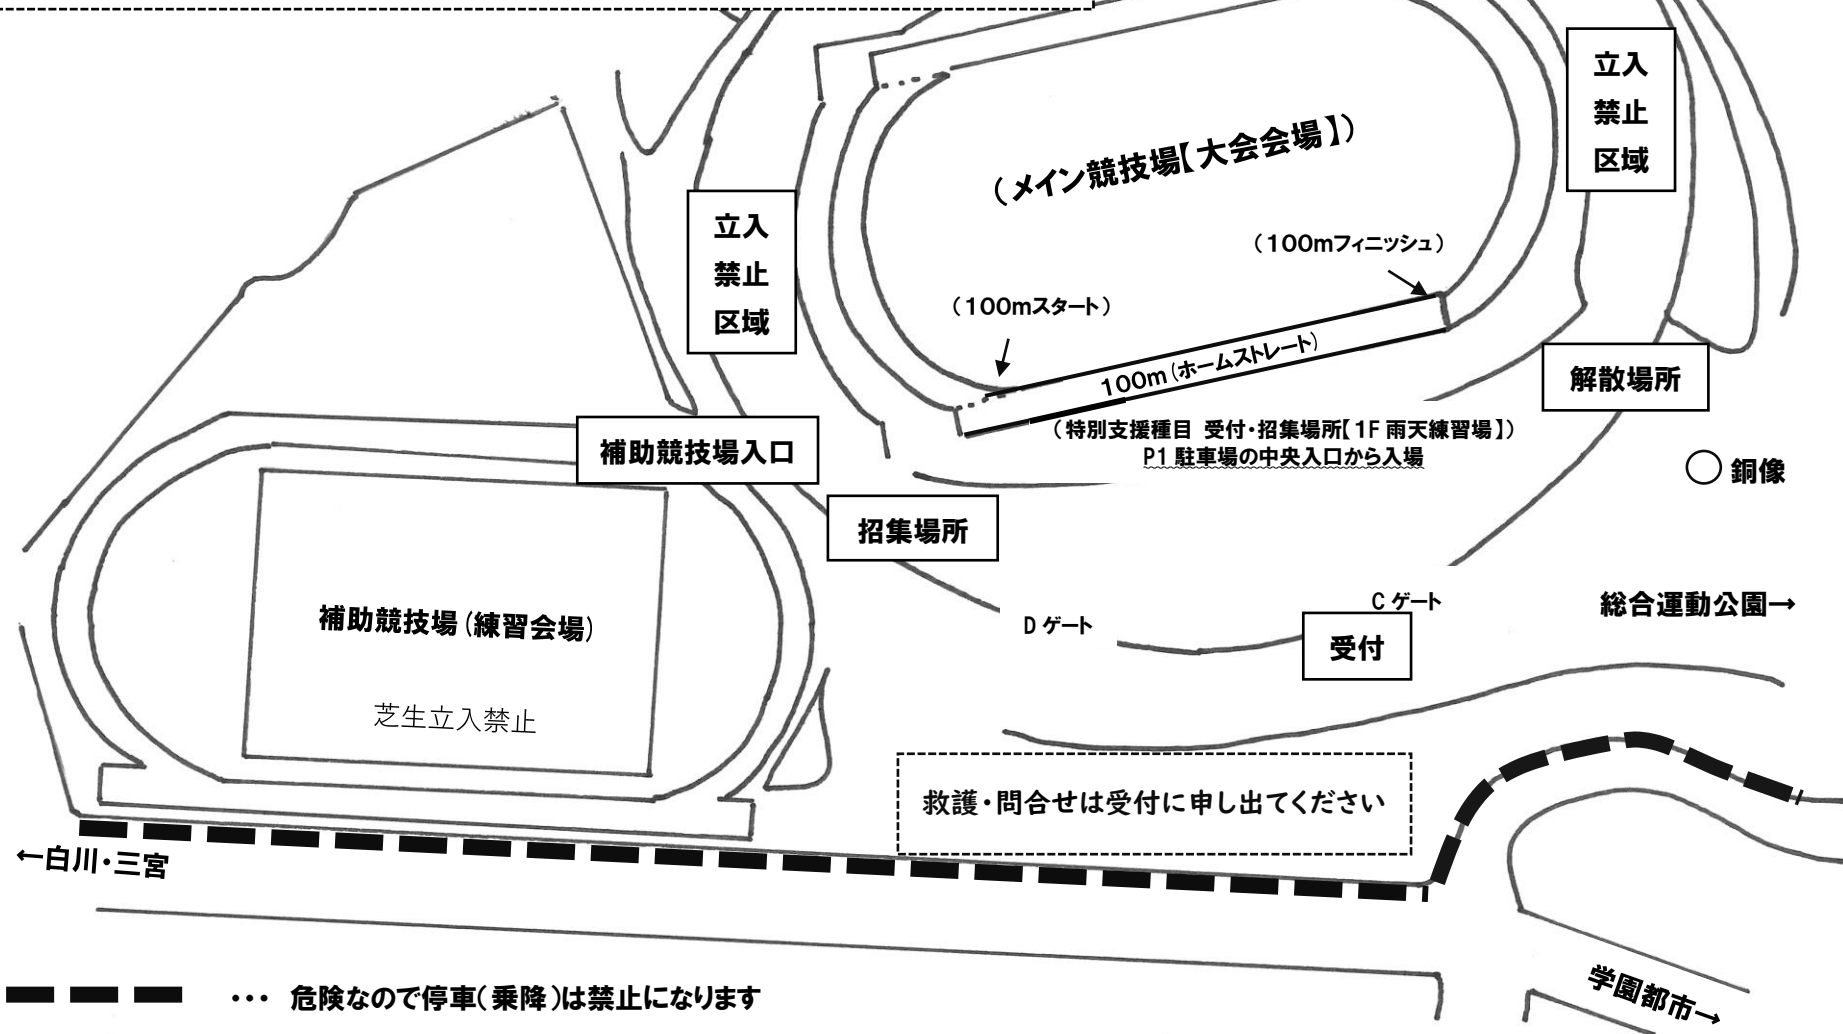 立入
禁止
区域
（メイン競技場【大会会場】）
立入
禁止
区域
（100mフィニッシュ）
（100mスタート）
100m（ホームストレート）
解散場所
（特別支援種目 受付・招集場所【1F 雨天練習場】）
P1 駐車場の中央入口から入場
補助競技場入口
銅像
招集場所
Cゲート
総合運動公園→
Dゲート
受付
補助競技場（練習会場）
芝生立入禁止
救護・問合せは受付に申し出てください
←白川・三宮
学園都市→
… 危険なので停車（乗降）は禁止になります